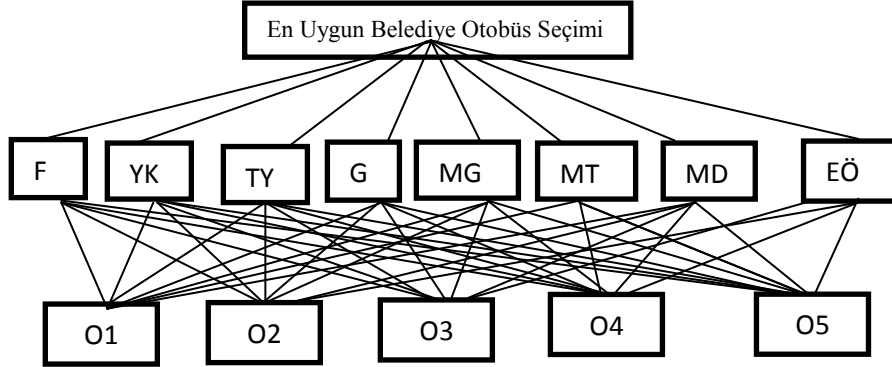 En Uygun Belediye Otobüs Seçimi
F YK TY G MG MT MD EÖ
O1 O2 O3 O4 O5